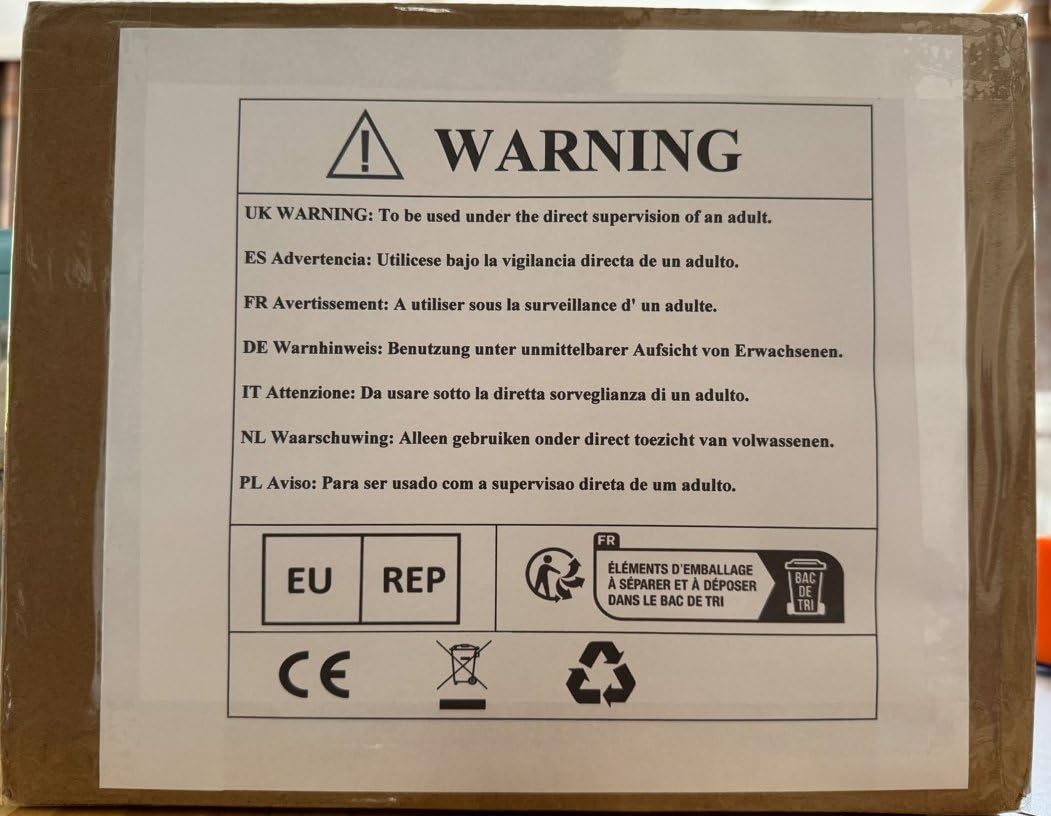 WARNING
UK WARNING: To be used under the direct supervision of an adult.
ES Advertencia: Utilicese bajo la vigilancia directa de un adulto.
FR Avertissement: A utiliser sous la surveillance d' un adulte.
DE Warnhinweis: Benutzung unter unmittelbarer Aufsicht von Erwachsenen.
IT Attenzione: Da usare sotto la diretta sorveglianza di un adulto.
NL Waarschuwing: Alleen gebruiken onder direct toezicht van volwassenen.
PL Aviso: Para ser usado com a supervisao direta de um adulto.
EU REP
FR
ÉLÉMENTS D'EMBALLAGE
À SÉPARER ET À DÉPOSER
DANS LE BAC DE TRI
BAC
DE
TRI
CE